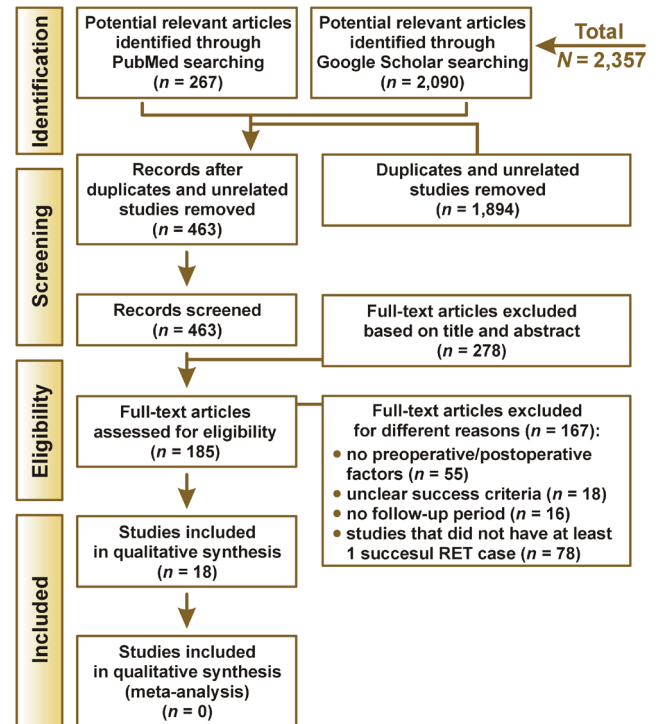 Identification
Potential relevant articles
identified through
PubMed searching
(n = 267)
Potential relevant articles
identified through
Google Scholar searching
(n = 2,090)
Total
N = 2,357
Screening
Records after
duplicates and unrelated
studies removed
(n = 463)
Duplicates and unrelated
studies removed
(n = 1,894)
Records screened
(n = 463)
Full-text articles excluded
based on title and abstract
(n = 278)
Eligibility
Full-text articles
assessed for eligibility
(n = 185)
Full-text articles excluded
for different reasons (n = 167):
• no preoperative/postoperative
factors (n = 55)
• unclear success criteria (n = 18)
• no follow-up period (n = 16)
• studies that did not have at least
1 succesul RET case (n = 78)
Included
Studies included
in qualitative synthesis
(n = 18)
Studies included
in qualitative synthesis
(meta-analysis)
(n = 0)